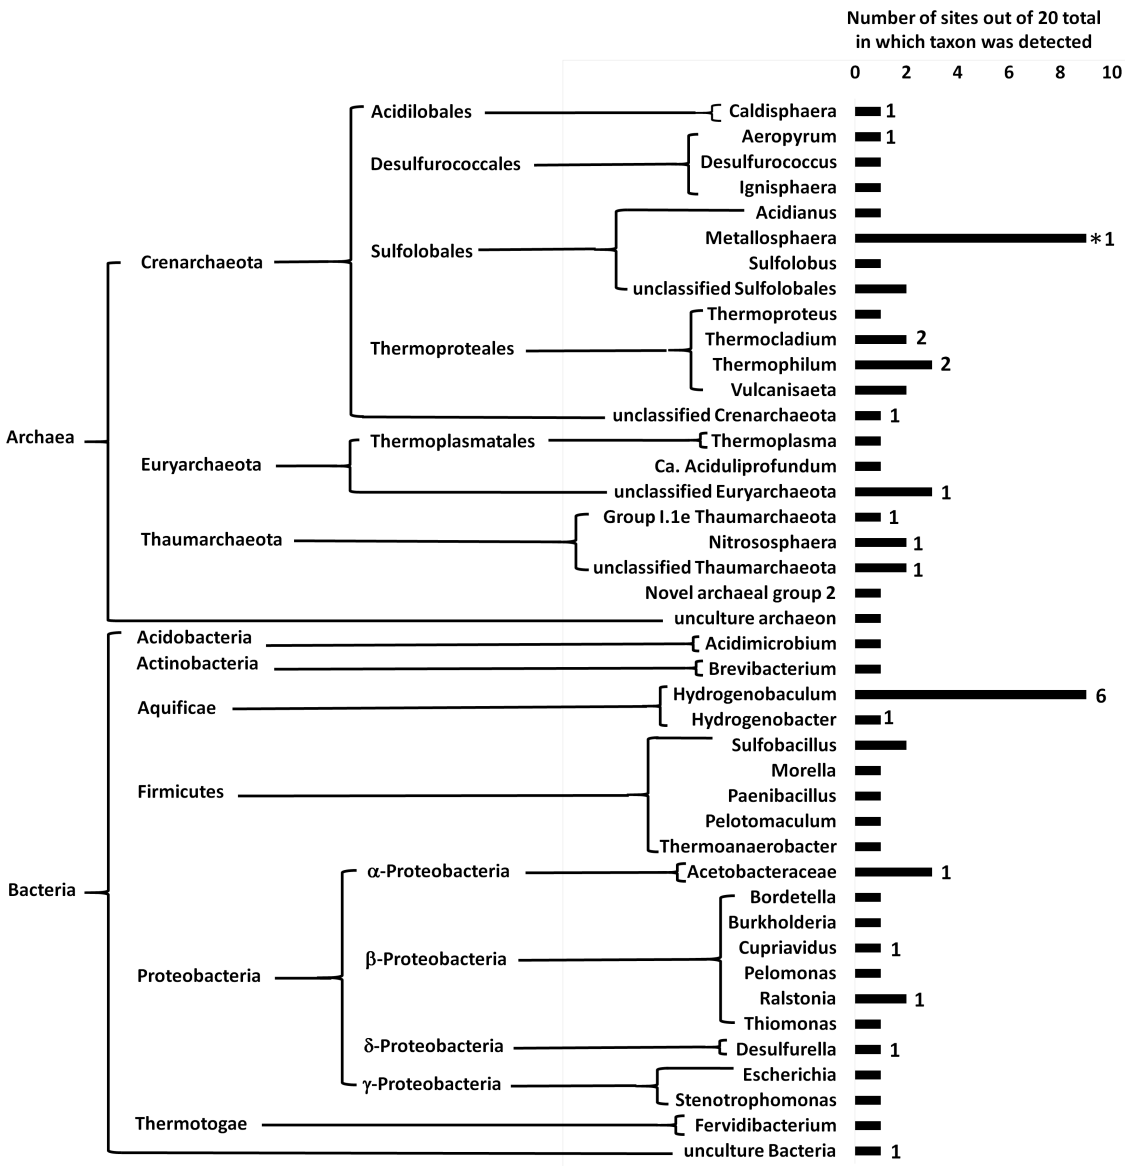 Number of sites out of 20 total
in which taxon was detected
0 2 4 6 8 10
Acidilobales Caldisphaera 1
Aeropyrum 1
Desulfurococcales Desulfurococcus
Ignisphaera
Acidianus
Metallosphaera *1
Sulfolobales
Crenarchaeota Sulfolobus
unclassified Sulfolobales
Thermoproteus
Thermocladium 2
Thermoproteales
Thermophilum 2
Vulcanisaeta
unclassified Crenarchaeota 1
Archaea Thermoplasmatales Thermoplasma
Euryarchaeota Ca. Aciduliprofundum
unclassified Euryarchaeota 1
Group I.1e Thaumarchaeota 1
Thaumarchaeota Nitrososphaera 1
unclassified Thaumarchaeota 1
Novel archaeal group 2
unculture archaeon
Acidobacteria Acidimicrobium
Actinobacteria Brevibacterium
Hydrogenobaculum 6
Aquificae
Hydrogenobacter 1
Sulfobacillus
Morella
Firmicutes Paenibacillus
Pelotomaculum
Thermoanaerobacter
α-Proteobacteria Acetobacteraceae 1
Bacteria Bordetella
Burkholderia
Cupriavidus 1
β-Proteobacteria
Proteobacteria Pelomonas
Ralstonia 1
Thiomonas
δ-Proteobacteria Desulfurella 1
Escherichia
γ-Proteobacteria
Stenotrophomonas
Thermotogae Fervidibacterium
unculture Bacteria 1